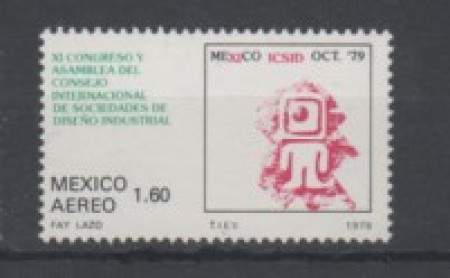 XI CONGRESO Y
ASAMBLEA DEL
CONSEJO
INTERNACIONAL
DE SOCIEDADES DE
DISEÑO INDUSTRIAL
MEXICO ICSID OCT. '79
MEXICO
AEREO 1.60
FAY LAZO
T.I.E.V. 1979